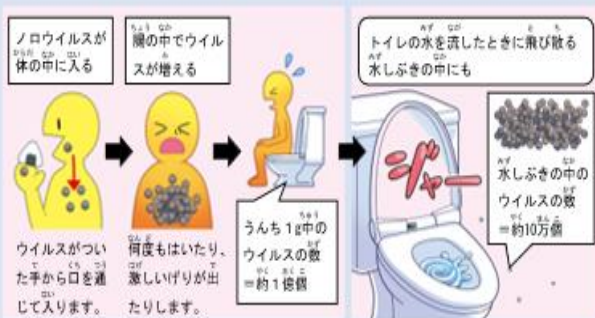 ノロウイルスが
体の中に入る
腸の中でウイル
スが増える
トイレの水を流したときに飛び散る
水しぶきの中にも
ジャー
水しぶきの中の
ウイルスの数
＝約10万個
うんち1g中の
ウイルスの数
＝約1億個
ウイルスがつい
た手から口を通
じて入ります。
何度もはいたり、
激しいげりが出
たりします。